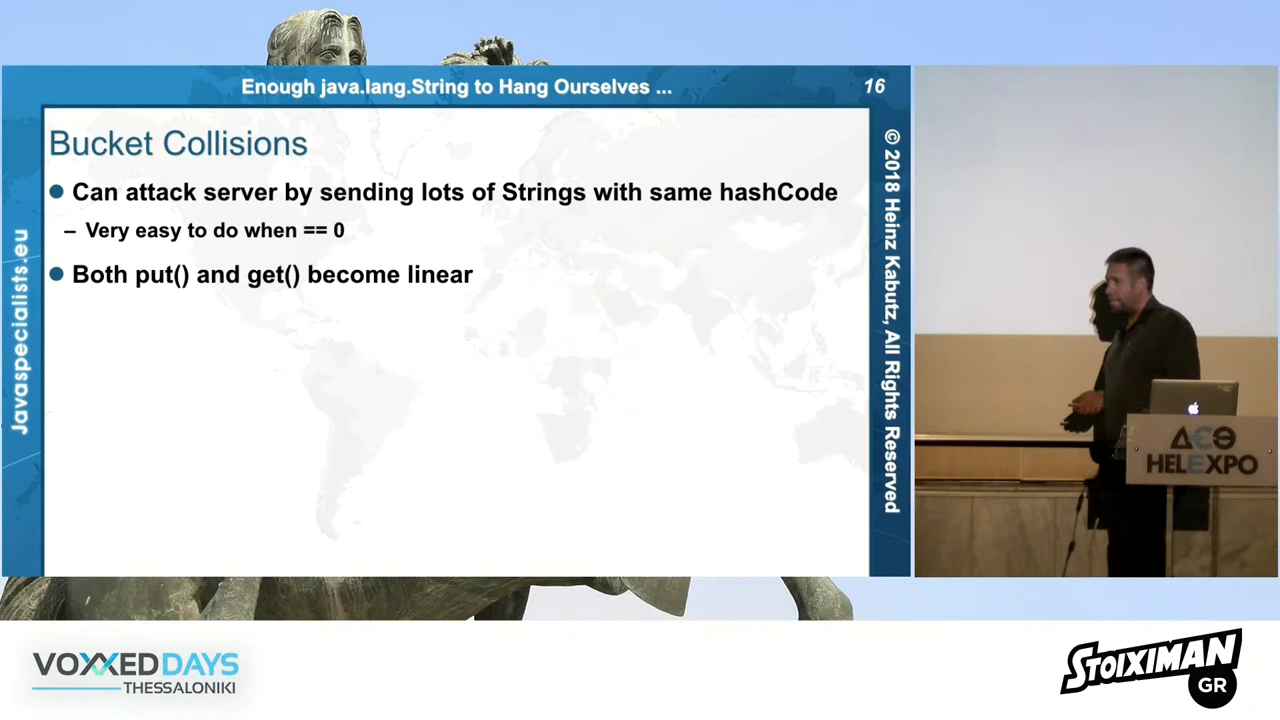 Enough java.lang.String to Hang Ourselves ...
16
Bucket Collisions
Can attack server by sending lots of Strings with same hashCode
– Very easy to do when == 0
Both put() and get() become linear
Javaspecialists.eu
© 2018 Heinz Kabutz, All Rights Reserved
ΔΕΘ
HELEXPO
VOXXED DAYS
THESSALONIKI
STOIXIMAN
GR